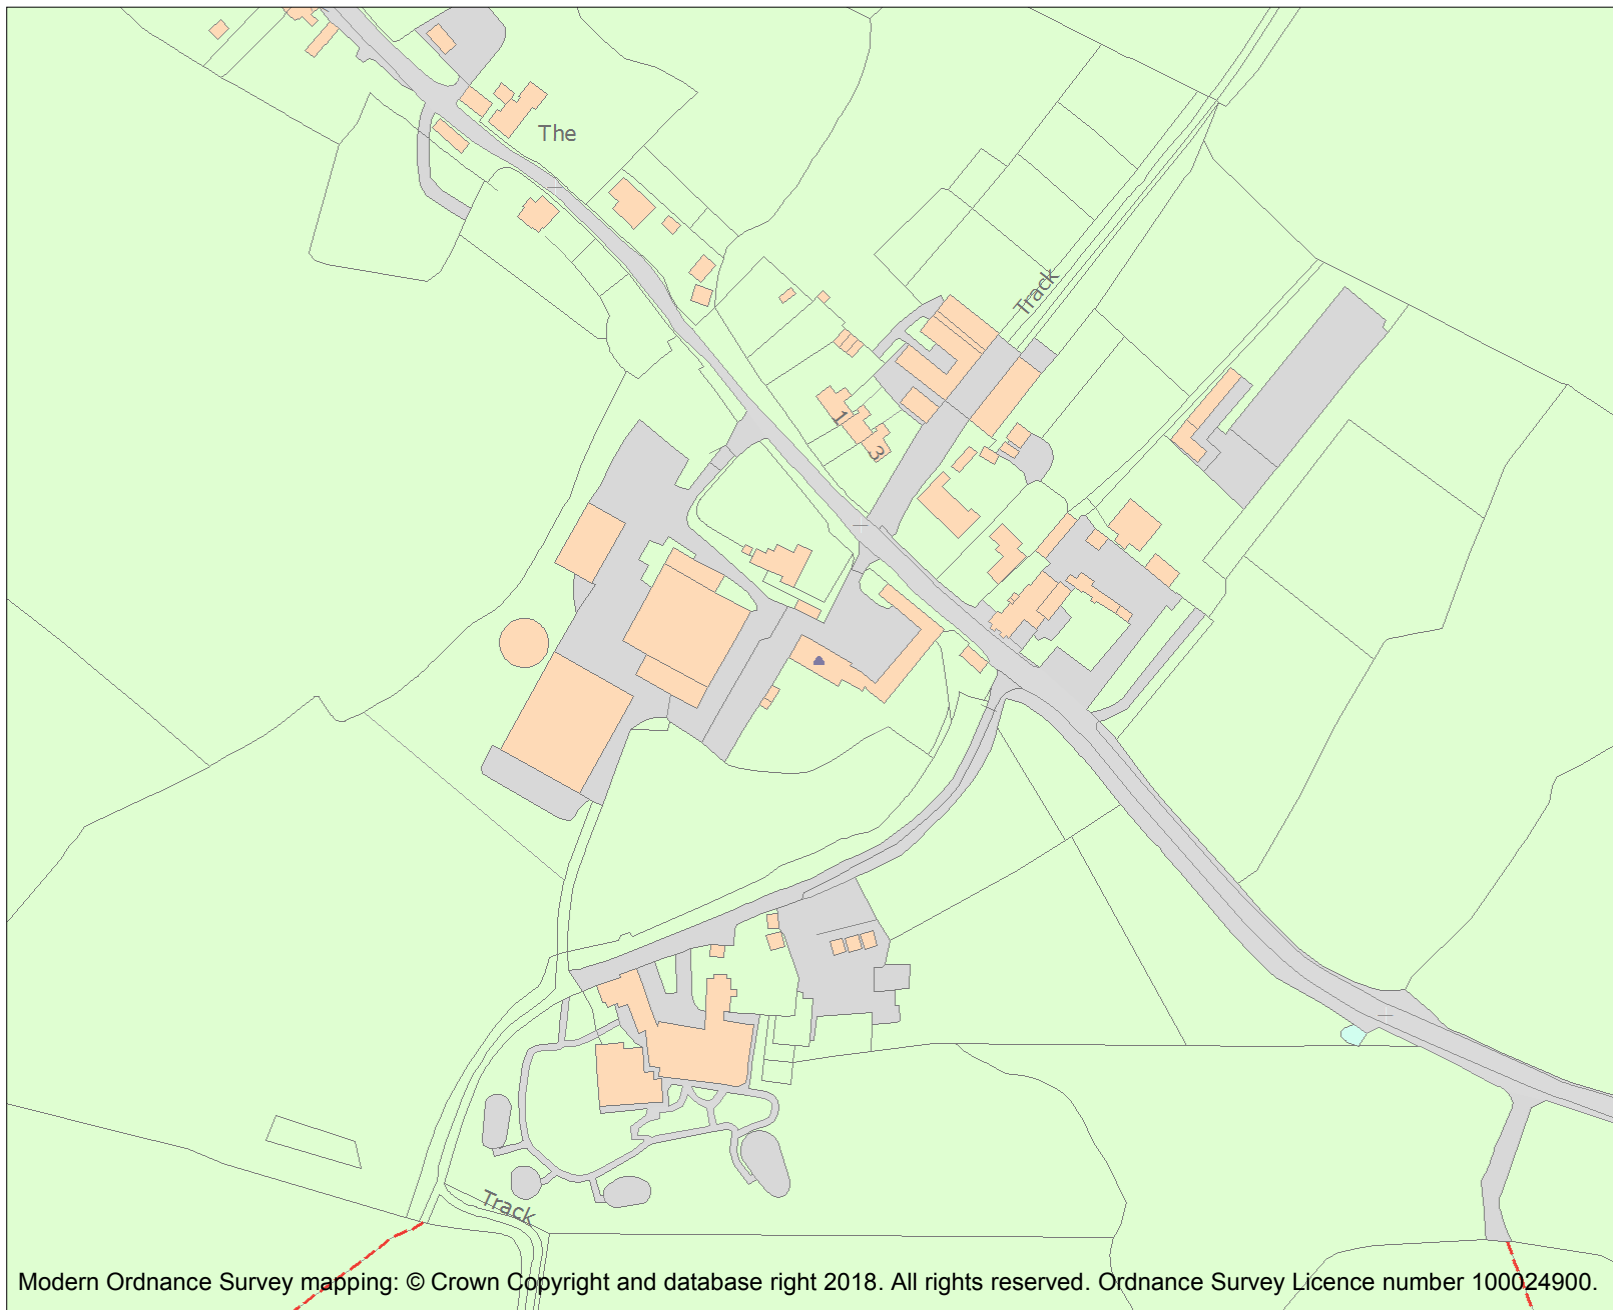 The
Track
1
3
Track
Modern Ordnance Survey mapping: © Crown Copyright and database right 2018. All rights reserved. Ordnance Survey Licence number 100024900.